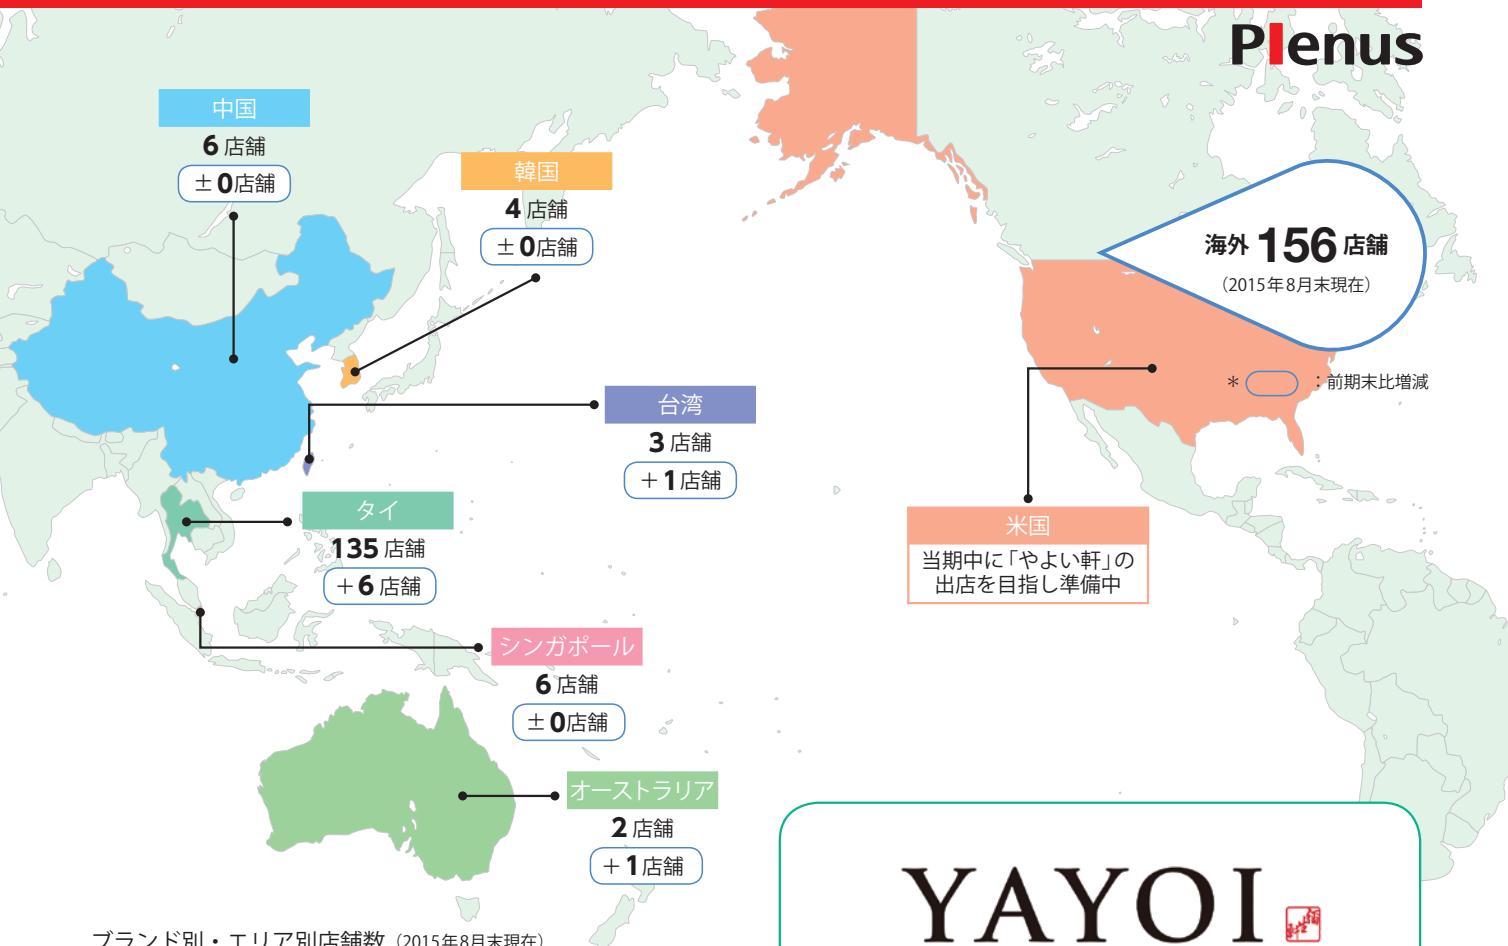 Plenus
中国
6 店舗
±0店舗
韓国
4 店舗
±0店舗
海外 156 店舗
（2015年8月末現在）
＊ ：前期末比増減
台湾
3 店舗
＋1店舗
タイ
135 店舗
＋6 店舗
米国
当期中に「やよい軒」の
出店を目指し準備中
シンガポール
6 店舗
±0店舗
オーストラリア
2 店舗
＋1店舗
YAYOI
ブランド別・エリア別店舗数（2015年8月末現在）